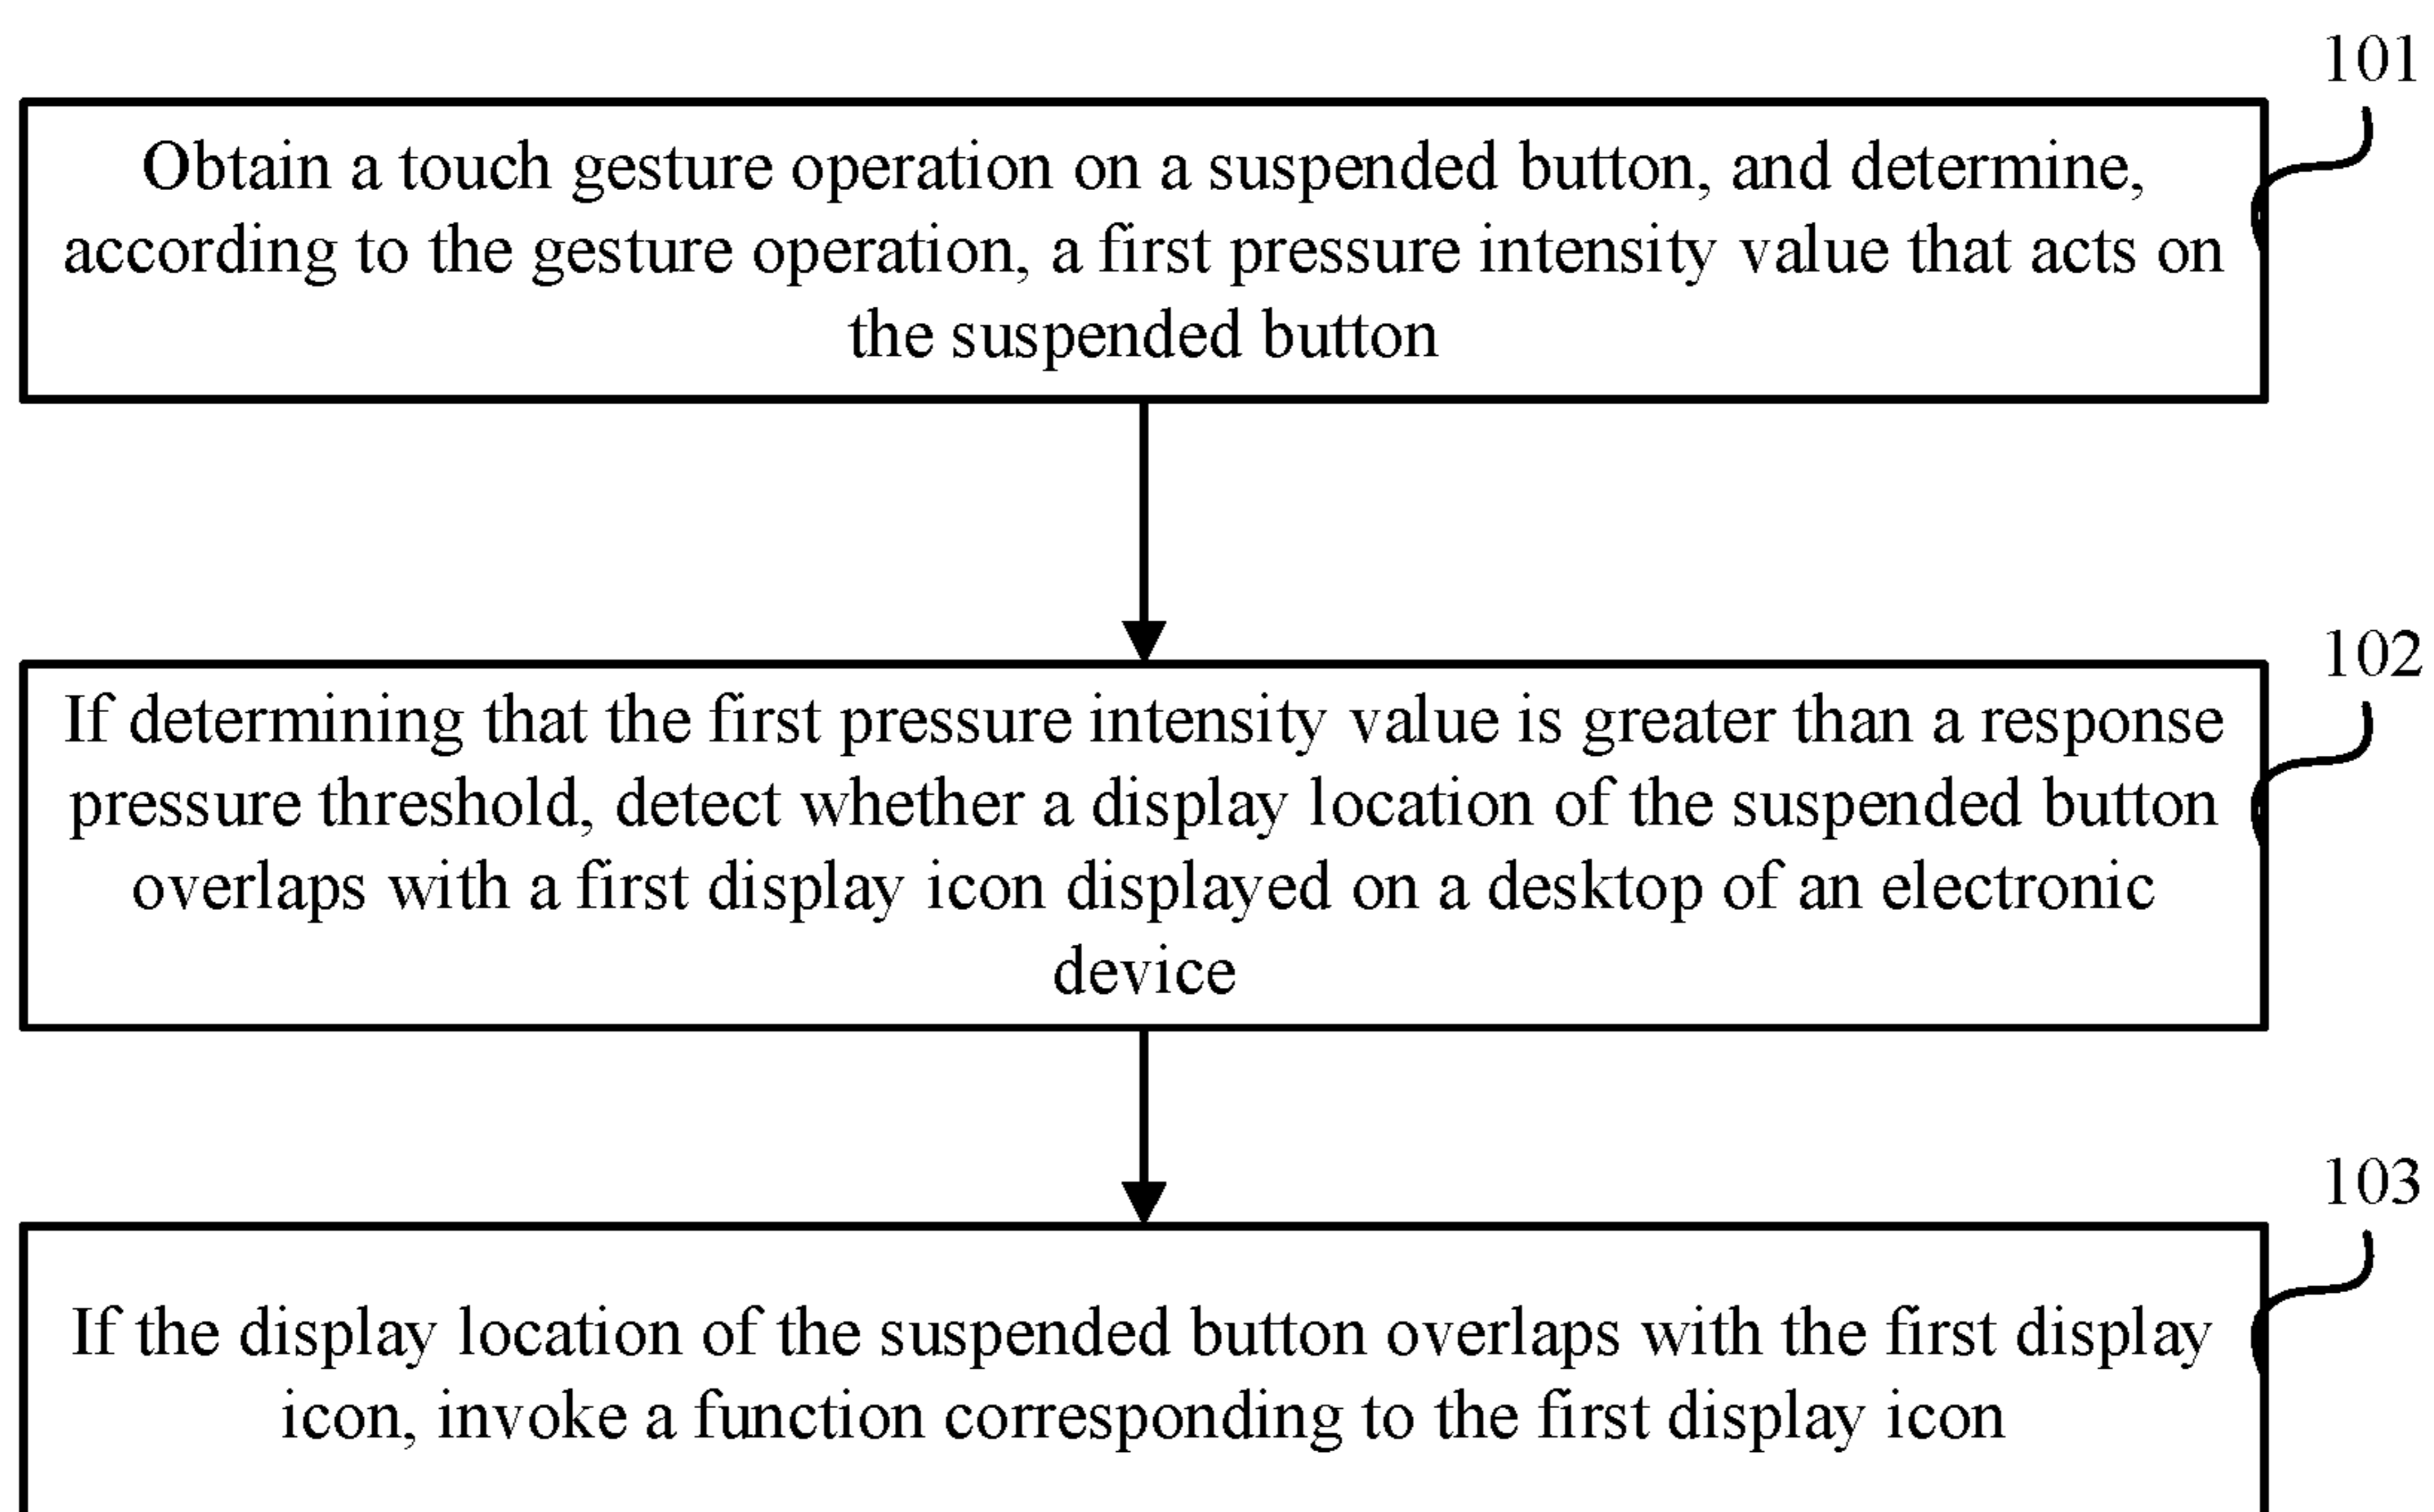 101
Obtain a touch gesture operation on a suspended button, and determine,
according to the gesture operation, a first pressure intensity value that acts on
the suspended button
102
If determining that the first pressure intensity value is greater than a response
pressure threshold, detect whether a display location of the suspended button
overlaps with a first display icon displayed on a desktop of an electronic
device
103
If the display location of the suspended button overlaps with the first display
icon, invoke a function corresponding to the first display icon